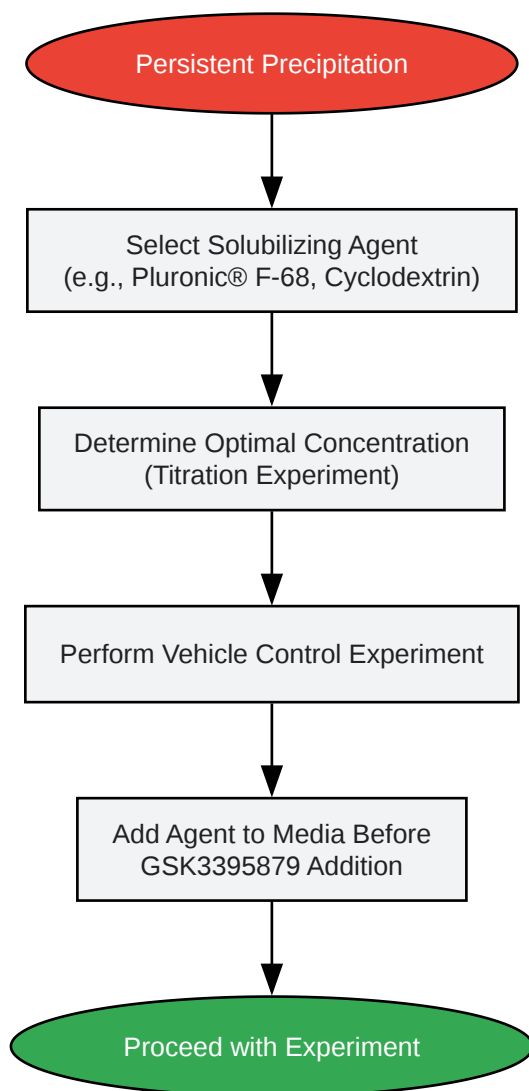 Persistent Precipitation
Select Solubilizing Agent
(e.g., Pluronic® F-68, Cyclodextrin)
Determine Optimal Concentration
(Titration Experiment)
Perform Vehicle Control Experiment
Add Agent to Media Before
GSK3395879 Addition
Proceed with Experiment